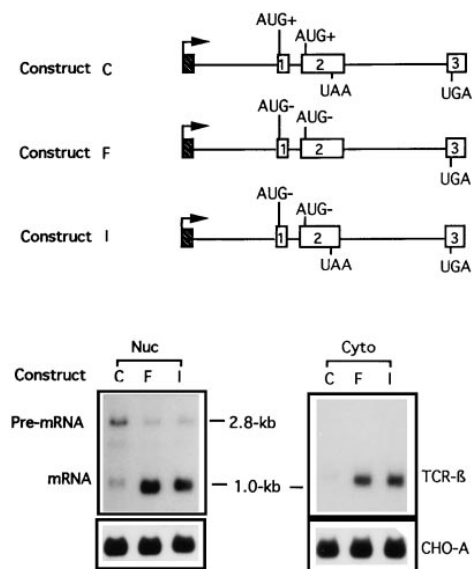 AUG+
AUG+
Construct C
1
2
3
UAA
UGA
AUG-
AUG-
Construct F
1
2
3
UGA
AUG-
AUG-
Construct I
1
2
3
UAA
UGA
Nuc
Cyto
Construct C F I
C F I
Pre-mRNA
2.8-kb
mRNA
1.0-kb
TCR-ß
CHO-A